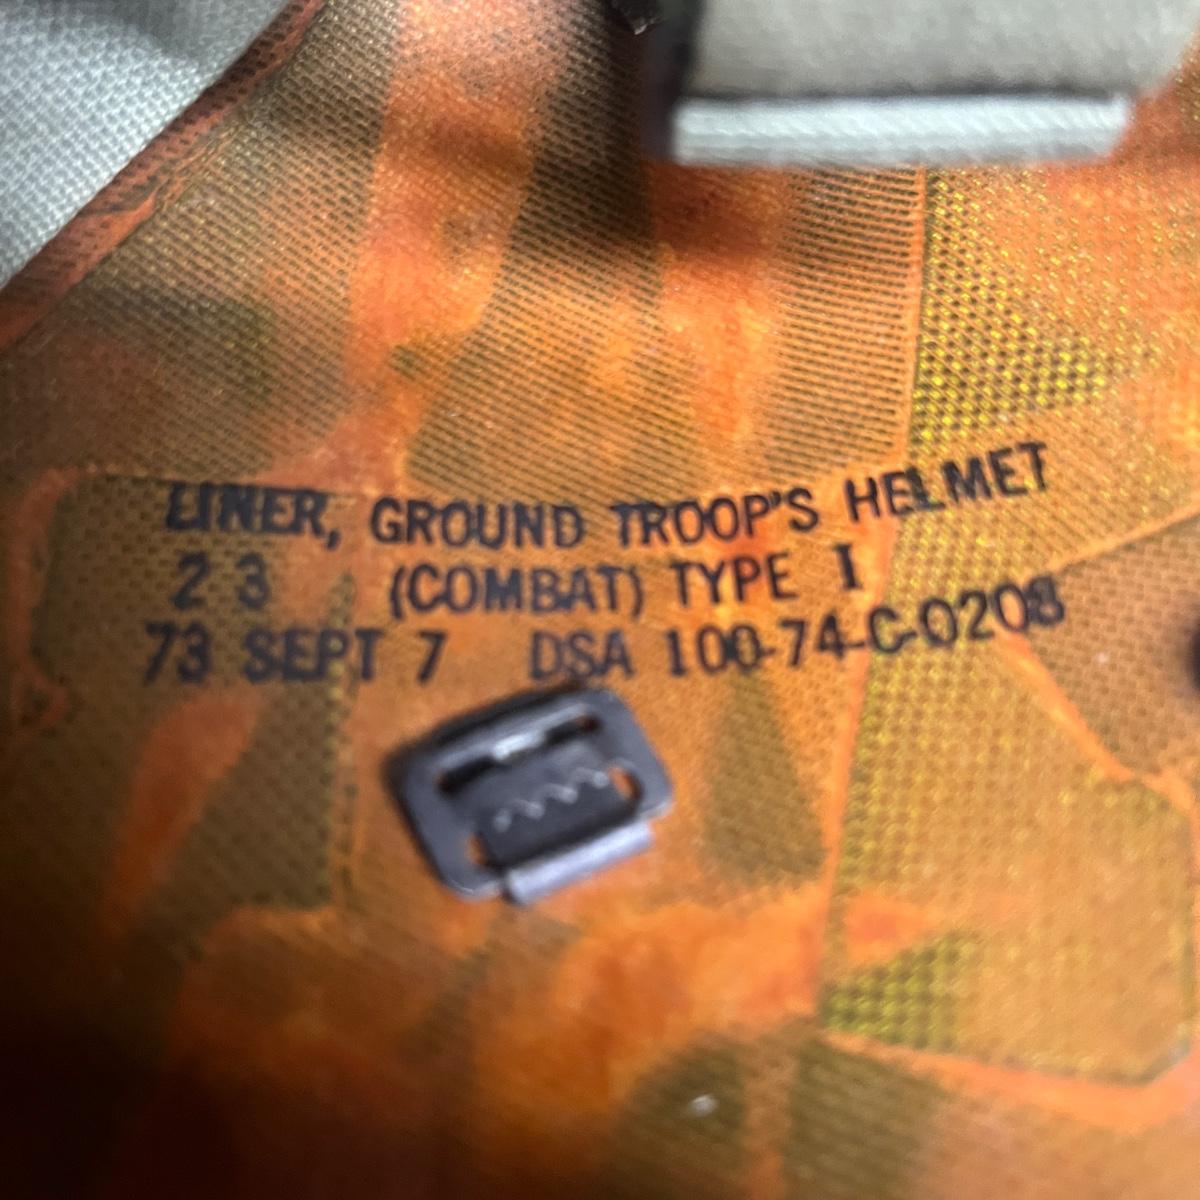 LINER, GROUND TROOP'S HELMET
2 3 (COMBAT) TYPE I
73 SEPT 7 DSA 100-74-C-0208